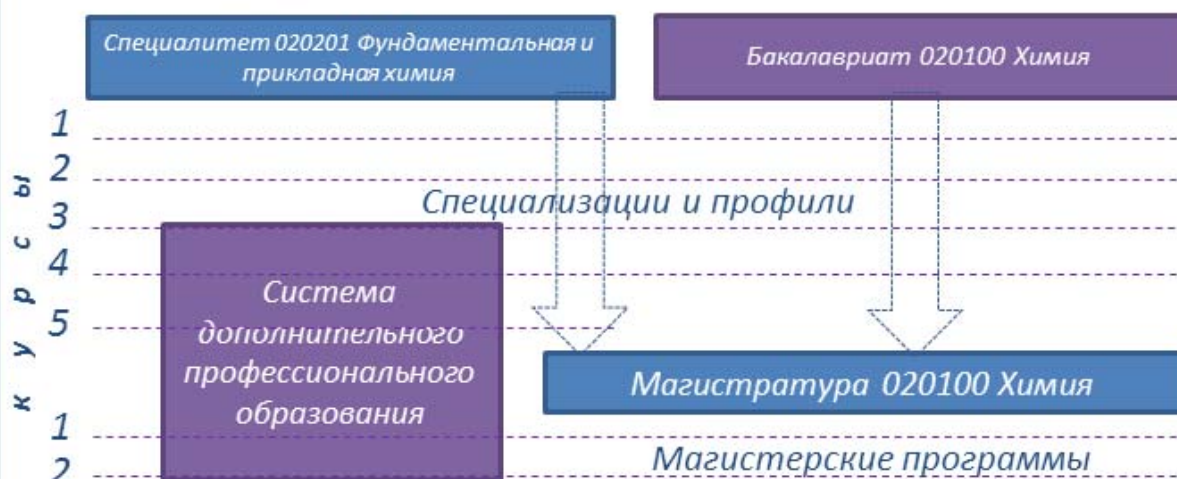 Специалитет 020201 Фундаментальная и
прикладная химия
Бакалавриат 020100 Химия
курсы
1
2
Специализации и профили
3
4
5
Система
дополнительного
профессионального
образования
Магистратура 020100 Химия
1
Магистерские программы
2